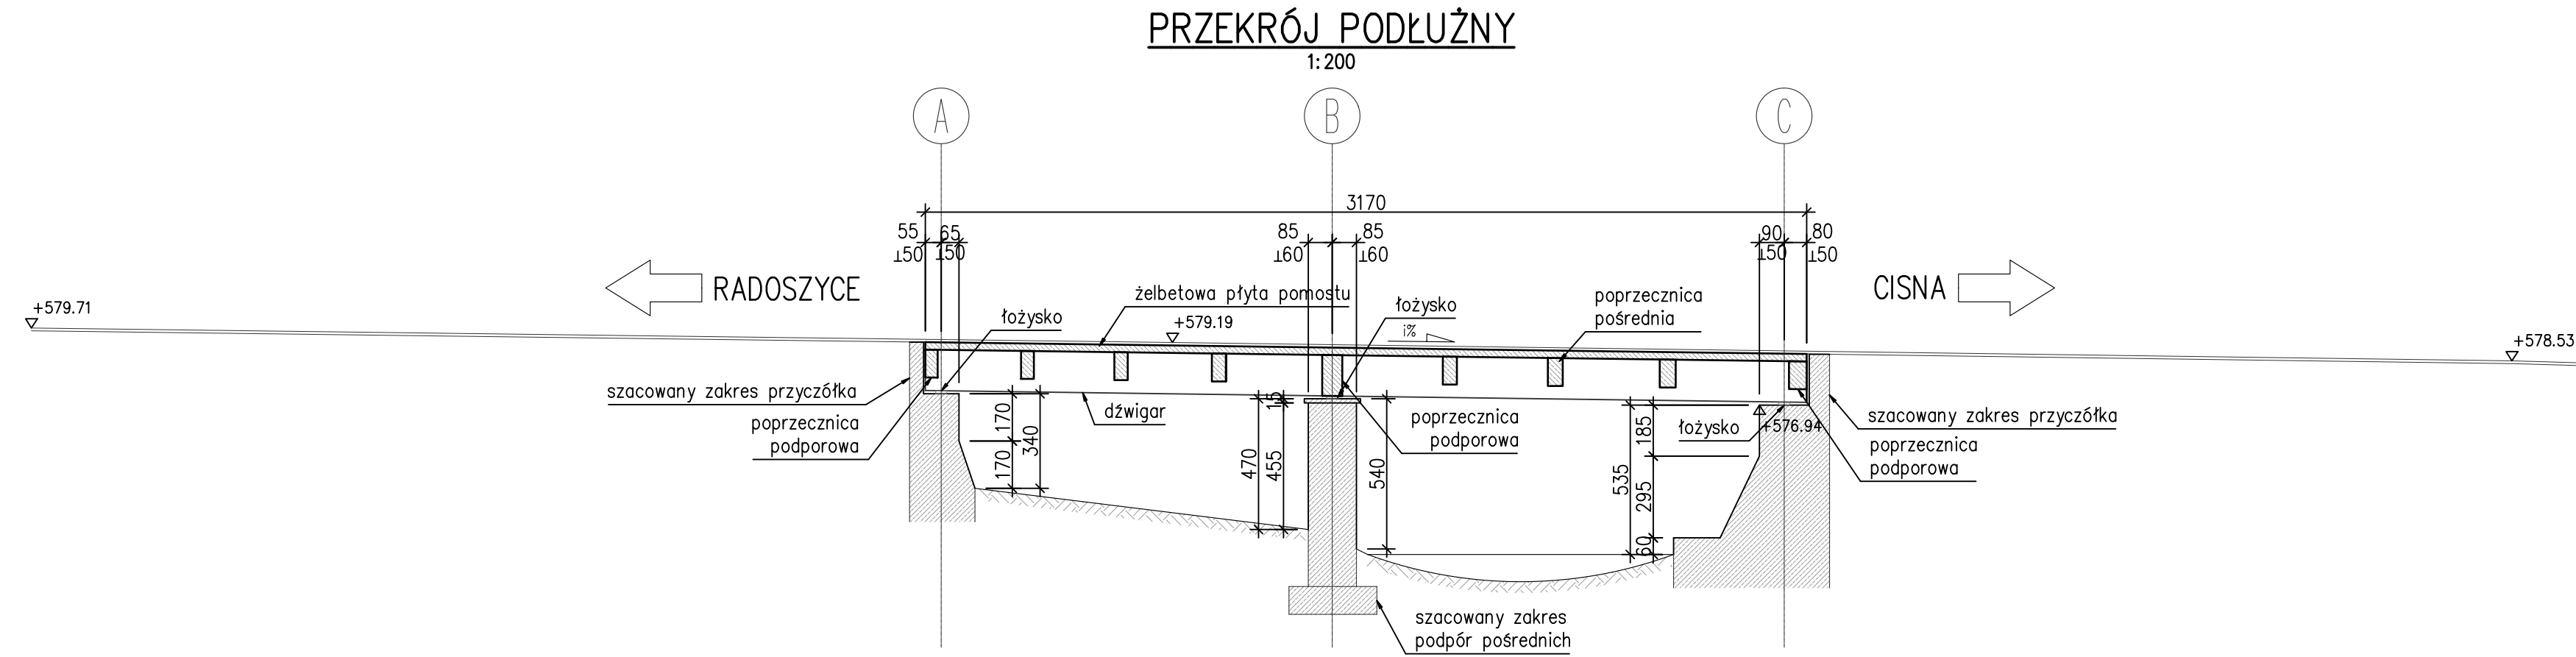 PRZEKRÓJ PODŁUŻNY
1:200
A
B
C
3170
55
65
85
85
90
80
⊥50
⊥50
⊥60
⊥60
⊥50
⊥50
RADOSZYCE
CISNA
+579.71
żelbetowa płyta pomostu
łożysko
łożysko
+579.19
i%
poprzecznica
pośrednia
+578.53
szacowany zakres przyczółka
poprzecznica
podporowa
170
170
340
dźwigar
15
470
455
540
poprzecznica
podporowa
535
185
295
60
łożysko
+576.94
szacowany zakres przyczółka
poprzecznica
podporowa
szacowany zakres
podpór pośrednich